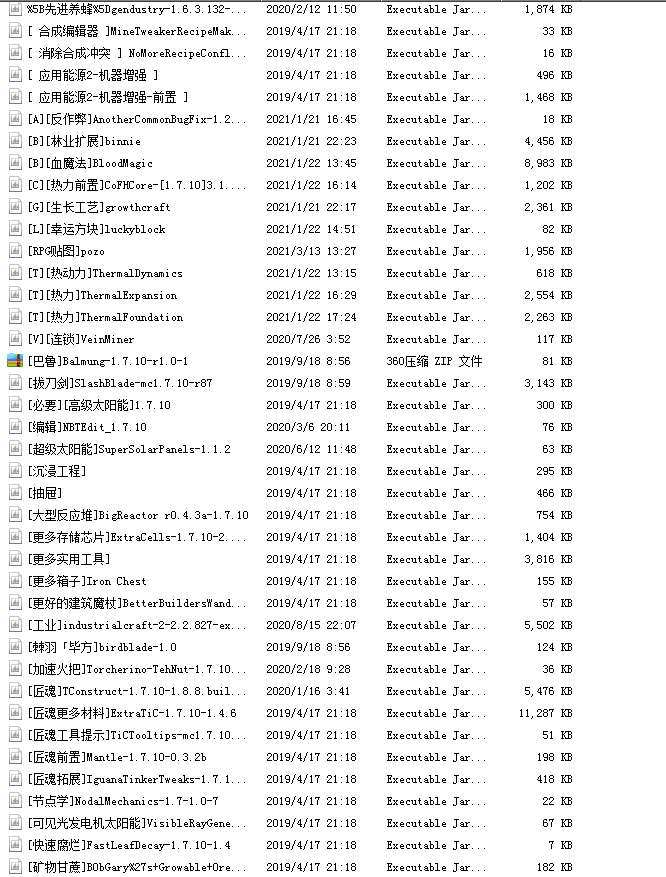 %5B先进养蜂%5Dgendustry-1.6.3.132-... 2020/2/12 11:50 Executable Jar... 1,874 KB
[ 合成编辑器 ]MineTweakerRecipeMak... 2019/4/17 21:18 Executable Jar... 33 KB
[ 消除合成冲突 ] NoMoreRecipeConfl... 2019/4/17 21:18 Executable Jar... 16 KB
[ 应用能源2-机器增强 ] 2019/4/17 21:18 Executable Jar... 496 KB
[ 应用能源2-机器增强-前置 ] 2019/4/17 21:18 Executable Jar... 1,468 KB
[A][反作弊]AnotherCommonBugFix-1.2... 2021/1/21 16:45 Executable Jar... 18 KB
[B][林业扩展]binnie 2021/1/21 22:23 Executable Jar... 4,456 KB
[B][血魔法]BloodMagic 2021/1/22 13:45 Executable Jar... 8,983 KB
[C][热力前置]CoFHCore-[1.7.10]3.1.... 2021/1/22 16:14 Executable Jar... 1,202 KB
[G][生长工艺]growthcraft 2021/1/21 22:17 Executable Jar... 2,361 KB
[L][幸运方块]luckyblock 2021/1/22 14:51 Executable Jar... 82 KB
[RPG贴图]pozo 2021/3/13 13:27 Executable Jar... 1,956 KB
[T][热动力]ThermalDynamics 2021/1/22 13:15 Executable Jar... 618 KB
[T][热力]ThermalExpansion 2021/1/22 16:29 Executable Jar... 2,554 KB
[T][热力]ThermalFoundation 2021/1/22 17:24 Executable Jar... 2,263 KB
[V][连锁]VeinMiner 2020/7/26 3:52 Executable Jar... 117 KB
[巴鲁]Balmung-1.7.10-r1.0-1 2019/9/18 8:56 360压缩 ZIP 文件 81 KB
[拔刀剑]SlashBlade-mc1.7.10-r87 2019/9/18 8:59 Executable Jar... 3,143 KB
[必要][高级太阳能]1.7.10 2019/4/17 21:18 Executable Jar... 300 KB
[编辑]NBTEdit_1.7.10 2020/3/6 20:11 Executable Jar... 76 KB
[超级太阳能]SuperSolarPanels-1.1.2 2020/6/12 11:48 Executable Jar... 63 KB
[沉浸工程] 2019/4/17 21:18 Executable Jar... 295 KB
[抽屉] 2019/4/17 21:18 Executable Jar... 466 KB
[大型反应堆]BigReactor r0.4.3a-1.7.10 2019/4/17 21:18 Executable Jar... 754 KB
[更多存储芯片]ExtraCells-1.7.10-2.... 2019/4/17 21:18 Executable Jar... 1,404 KB
[更多实用工具] 2019/4/17 21:18 Executable Jar... 3,816 KB
[更多箱子]Iron Chest 2019/4/17 21:18 Executable Jar... 155 KB
[更好的建筑魔杖]BetterBuildersWand... 2019/4/17 21:18 Executable Jar... 57 KB
[工业]industrialcraft-2-2.2.827-ex... 2020/8/15 22:07 Executable Jar... 5,502 KB
[棘羽「毕方]birdblade-1.0 2019/9/18 8:56 Executable Jar... 124 KB
[加速火把]Torcherino-TehNut-1.7.10... 2020/2/18 9:28 Executable Jar... 36 KB
[匠魂]TConstruct-1.7.10-1.8.8.buil... 2020/1/16 3:41 Executable Jar... 5,476 KB
[匠魂更多材料]ExtraTiC-1.7.10-1.4.6 2019/4/17 21:18 Executable Jar... 11,287 KB
[匠魂工具提示]TiCTooltips-mc1.7.10... 2019/4/17 21:18 Executable Jar... 51 KB
[匠魂前置]Mantle-1.7.10-0.3.2b 2019/4/17 21:18 Executable Jar... 198 KB
[匠魂拓展]IguanaTinkerTweaks-1.7.1... 2019/4/17 21:18 Executable Jar... 418 KB
[节点学]NodalMechanics-1.7-1.0-7 2019/4/17 21:18 Executable Jar... 22 KB
[可见光发电机太阳能]VisibleRayGene... 2019/4/17 21:18 Executable Jar... 67 KB
[快速腐烂]FastLeafDecay-1.7.10-1.4 2019/4/17 21:18 Executable Jar... 7 KB
[矿物甘蔗]B0bGary%27s+Growable+Ore... 2019/4/17 21:18 Executable Jar... 182 KB